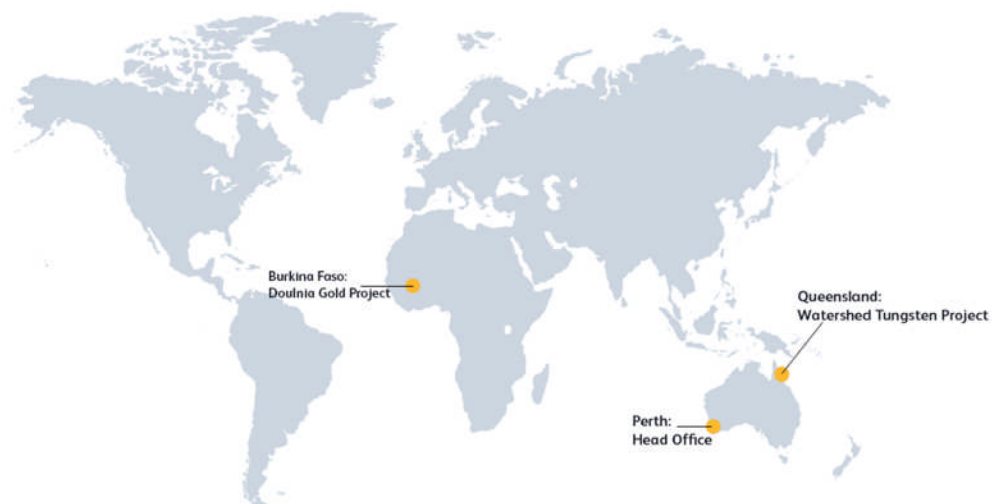 Burkina Faso:
Doulnia Gold Project
Queensland:
Watershed Tungsten Project
Perth:
Head Office